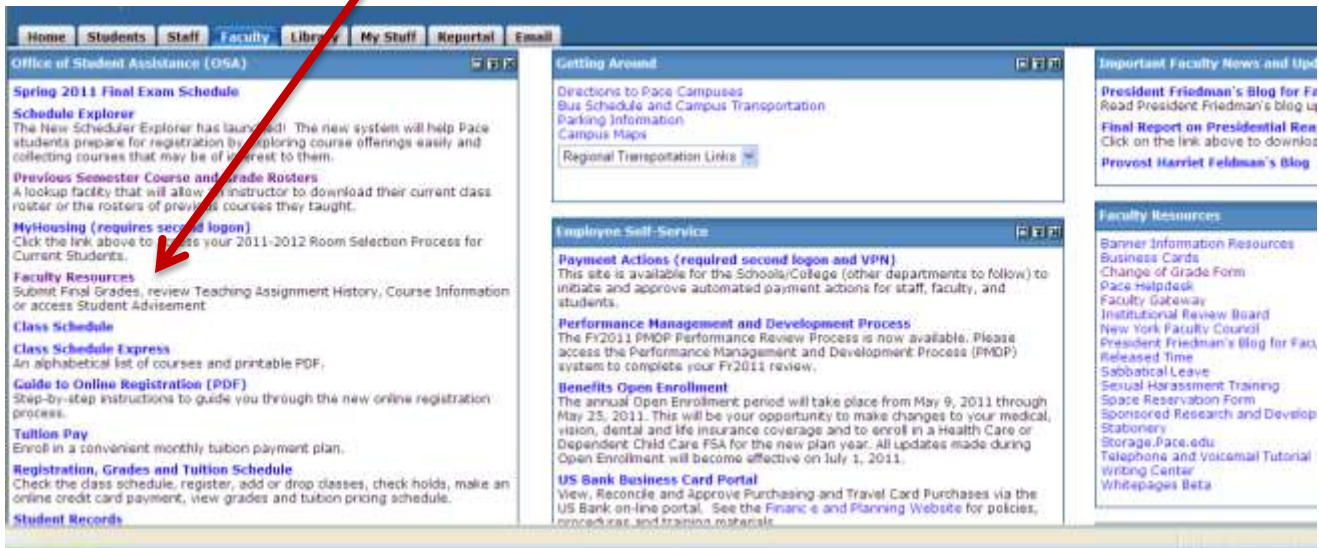 Home Students Staff Faculty Library My Stuff Reportal Email
Office of Student Assistance (OSA)
Spring 2011 Final Exam Schedule
Schedule Explorer
The New Scheduler Explorer has launched! The new system will help Pace
students prepare for registration by exploring course offerings easily and
collecting courses that may be of interest to them.
Previous Semester Course and Grade Rosters
A lookup facility that will allow an instructor to download their current class
roster or the rosters of previous courses they taught.
MyHousing (requires second logon)
Click the link above to access your 2011-2012 Room Selection Process for
Current Students.
Faculty Resources
Submit Final Grades, review Teaching Assignment History, Course Information
or access Student Advisement
Class Schedule
Class Schedule Express
An alphabetical list of courses and printable PDF.
Guide to Online Registration (PDF)
Step-by-step instructions to guide you through the new online registration
process.
Tuition Pay
Enroll in a convenient monthly tuition payment plan.
Registration, Grades and Tuition Schedule
Check the class schedule, register, add or drop classes, check holds, make an
online credit card payment, view grades and tuition pricing schedule.
Student Records
Getting Around
Directions to Pace Campuses
Bus Schedule and Campus Transportation
Parking Information
Campus Maps
Regional Transportation Links
Employee Self-Service
Payment Actions (required second logon and VPN)
This site is available for the Schools/College (other departments to follow) to
initiate and approve automated payment actions for staff, faculty, and
students.
Performance Management and Development Process
The FY2011 PMDP Performance Review Process is now available. Please
access the Performance Management and Development Process (PMDP)
system to complete your FY2011 review.
Benefits Open Enrollment
The annual Open Enrollment period will take place from May 9, 2011 through
May 25, 2011. This will be your opportunity to make changes to your medical,
vision, dental and life insurance coverage and to enroll in a Health Care or
Dependent Child Care FSA for the new plan year. All updates made during
Open Enrollment will become effective on July 1, 2011.
US Bank Business Card Portal
View, Reconcile and Approve Purchasing and Travel Card Purchases via the
US Bank on-line portal. See the Financ e and Planning Website for policies,
procedures and training materials
Important Faculty News and Upd
President Friedman's Blog for Fa
Read President Friedman's blog u
Final Report on Presidential Rea
Click on the link above to downloa
Provost Harriet Feldman's Blog
Faculty Resources
Banner Information Resources
Business Cards
Change of Grade Form
Pace Helpdesk
Faculty Gateway
Institutional Review Board
New York Faculty Council
President Friedman's Blog for Facu
Released Time
Sabbatical Leave
Sexual Harassment Training
Space Reservation Form
Sponsored Research and Develop
Stationery
Storage.Pace.edu
Telephone and Voicemail Tutorial
Writing Center
Whitepages Beta